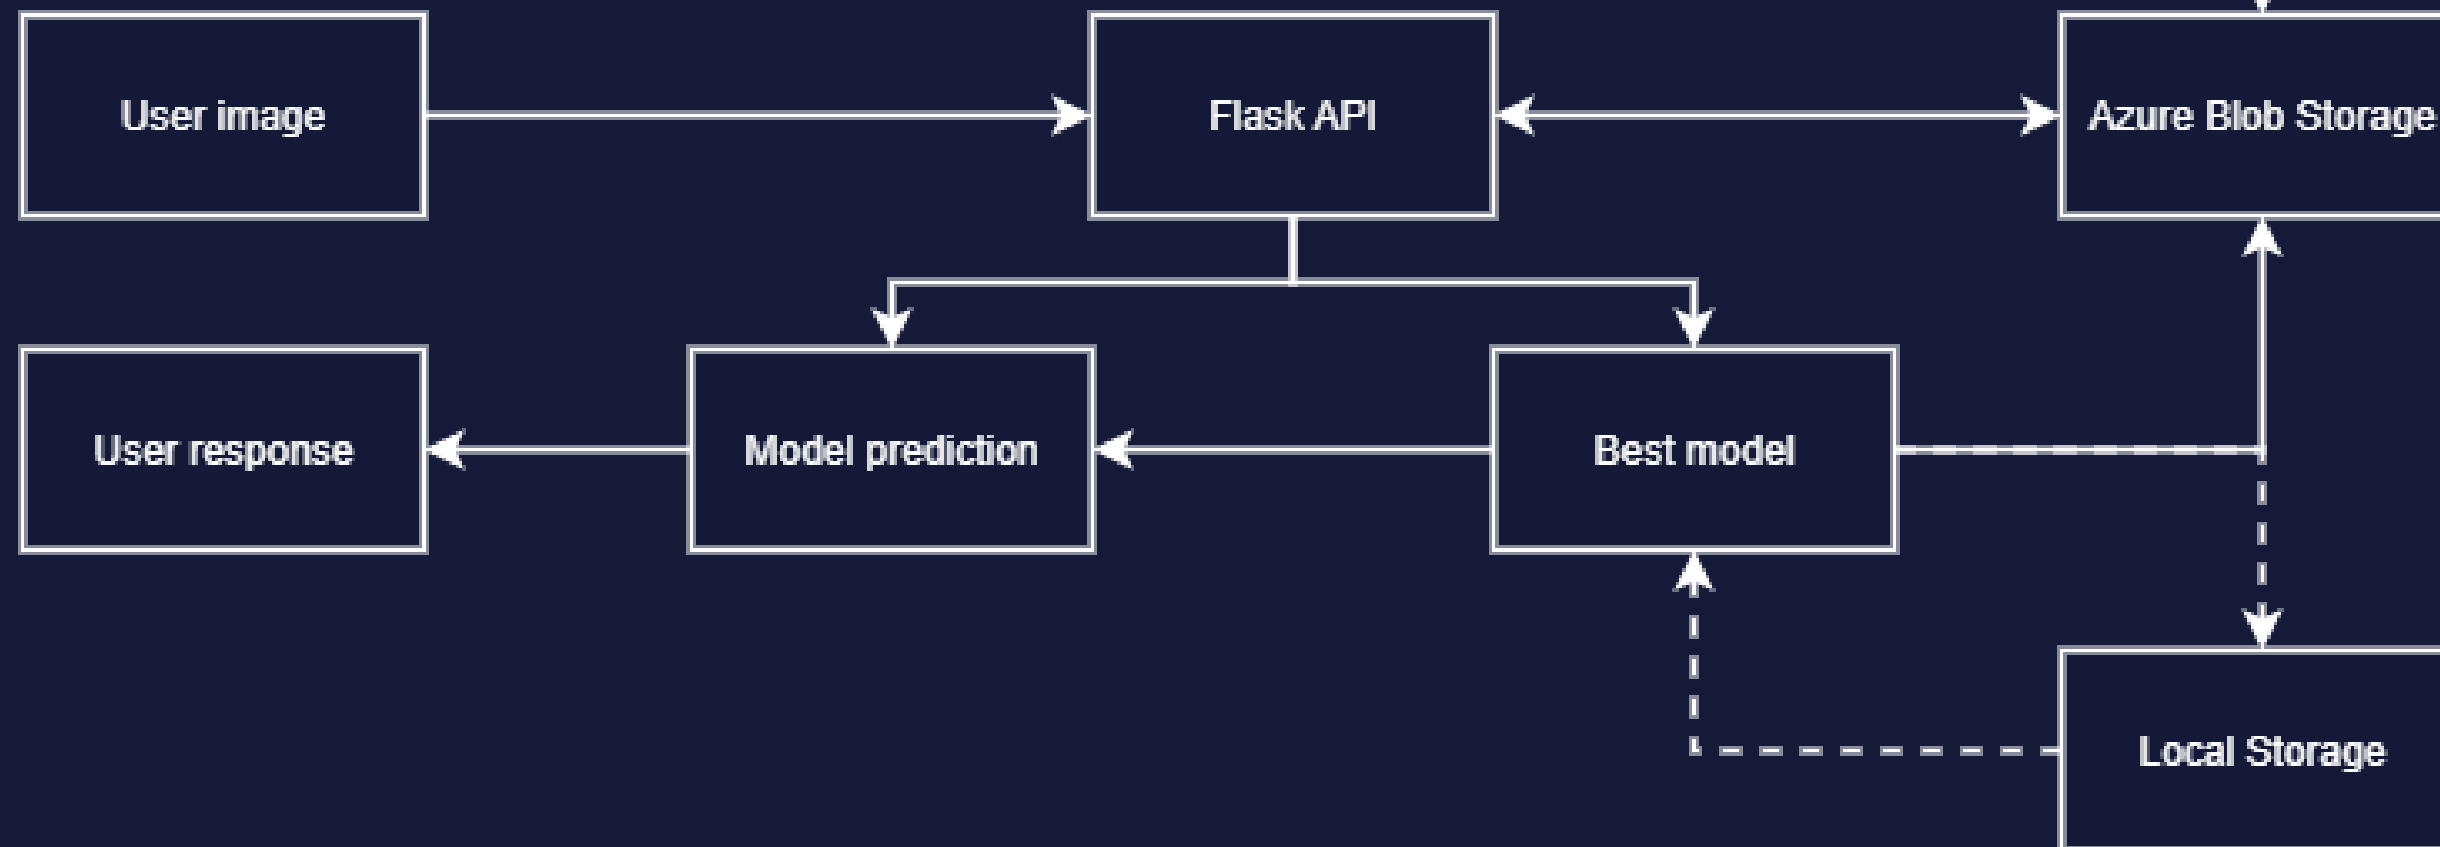 User image
Flask API
Azure Blob Storage
User response
Model prediction
Best model
Local Storage